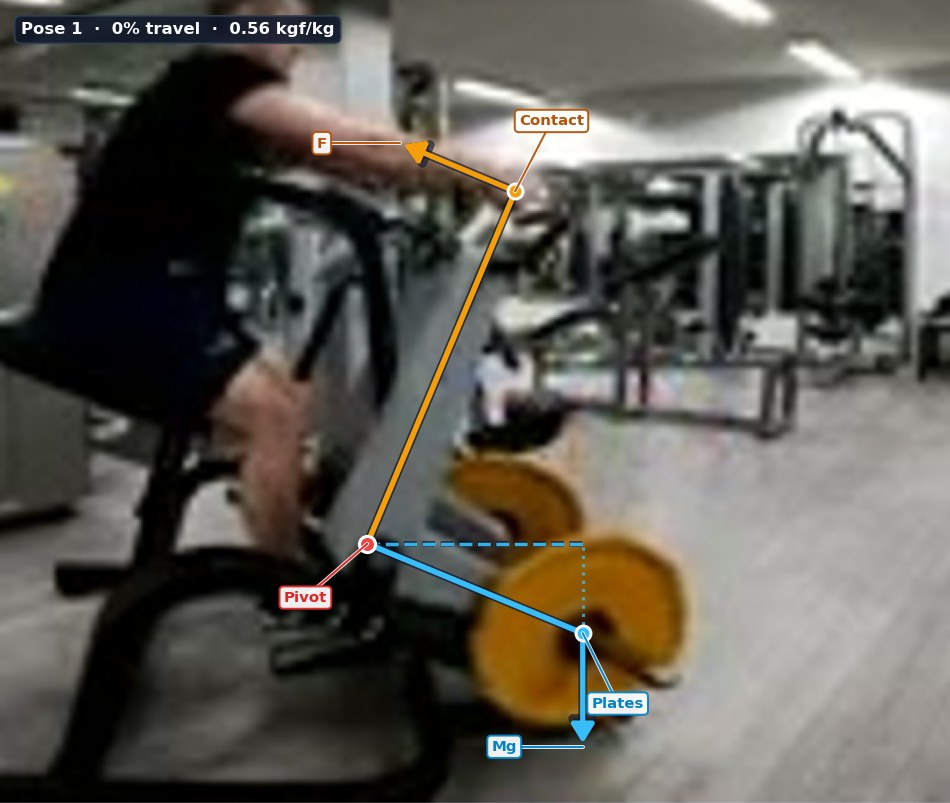 Pose 1 · 0% travel · 0.56 kgf/kg
Contact
F
Pivot
Plates
Mg